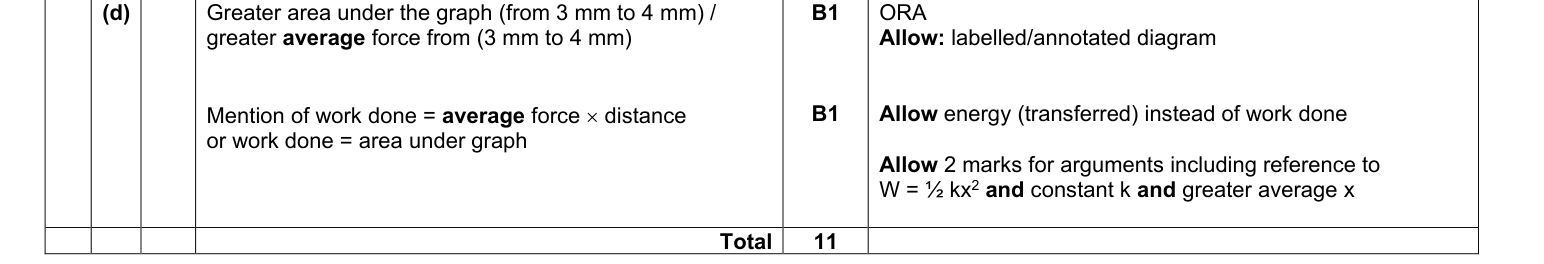 (d) Greater area under the graph (from 3 mm to 4 mm) / B1 ORA
greater average force from (3 mm to 4 mm) Allow: labelled/annotated diagram
Mention of work done = average force × distance B1 Allow energy (transferred) instead of work done
or work done = area under graph
Allow 2 marks for arguments including reference to
W = ½ kx² and constant k and greater average x
Total 11